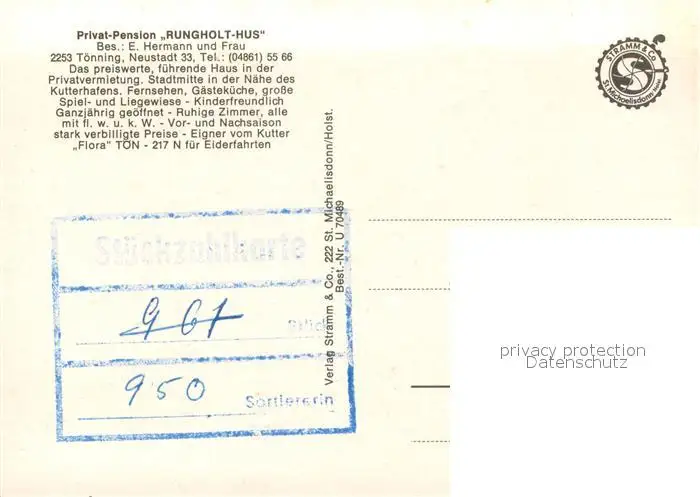 Privat-Pension „RUNGHOLT-HUS"
Bes.: E. Hermann und Frau
2253 Tönning, Neustadt 33, Tel.: (04861) 55 66
Das preiswerte, führende Haus in der
Privatvermietung. Stadtmitte in der Nähe des
Kutterhafens. Fernsehen, Gästeküche, große
Spiel- und Liegewiese - Kinderfreundlich
Ganzjährig geöffnet - Ruhige Zimmer, alle
mit fl. w. u. k. W. - Vor- und Nachsaison
stark verbilligte Preise - Eigner vom Kutter
„Flora" TÖN - 217 N für Eiderfahrten
STRAMM & Co
St. Michaelisdonn Holst.
Verlag Stramm & Co., 222 St. Michaelisdonn/Holst.
Best.-Nr. U 70489
Stückzahlkarte
961 Stück
950
Sortiererin
privacy protection
Datenschutz